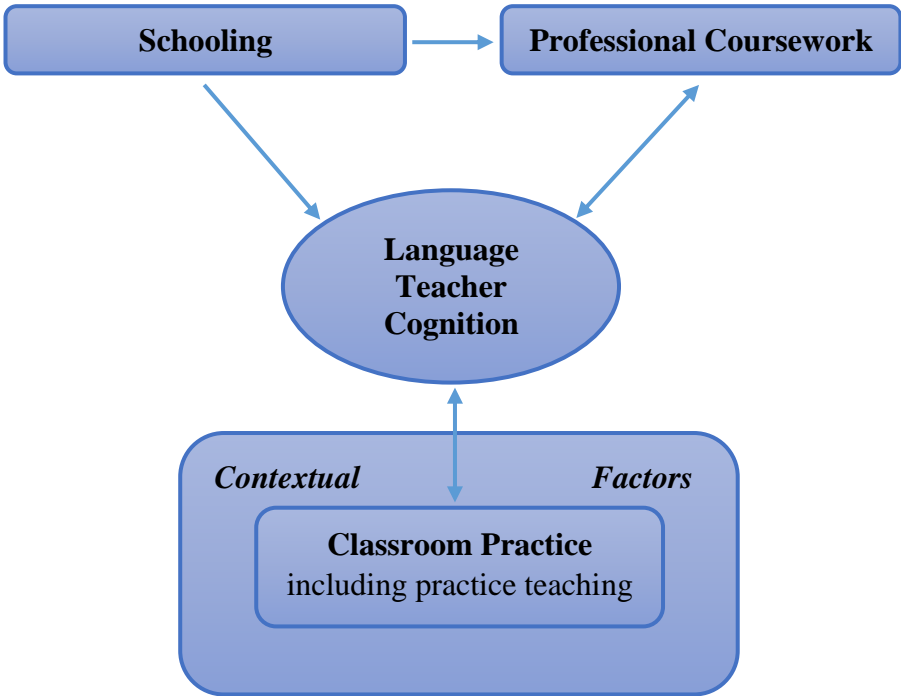 Schooling
Professional Coursework
Language
Teacher
Cognition
Contextual Factors
Classroom Practice
including practice teaching